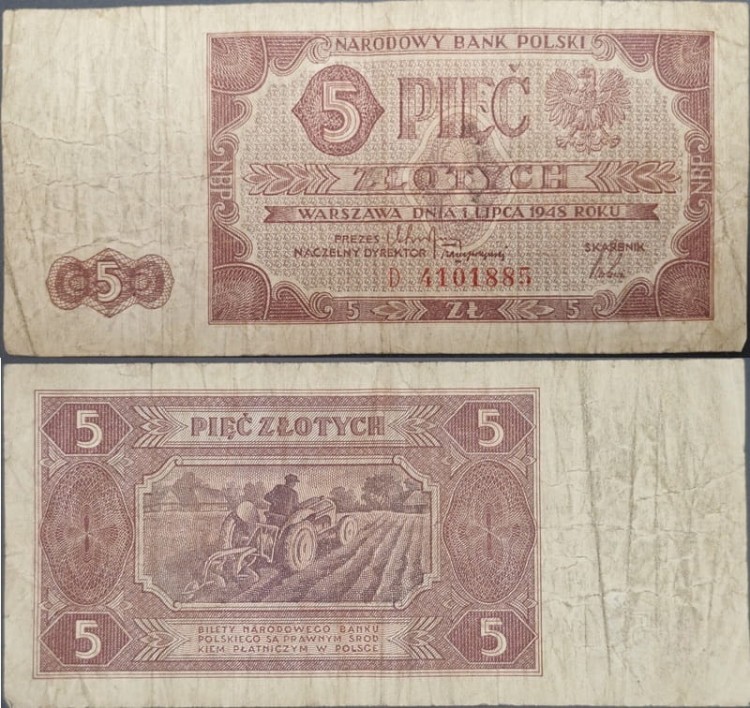 NARODOWY BANK POLSKI
5 PIĘĆ
ZŁOTYCH
NBP
NBP
WARSZAWA DNIA 1 LIPCA 1948 ROKU
PREZES
NACZELNY DYREKTOR
SKARBNIK
5
D 4101885
5 ZŁ 5
5 PIĘĆ ZŁOTYCH 5
5 5
BILETY NARODOWEGO BANKU
POLSKIEGO SĄ PRAWNYM ŚROD
KIEM PŁATNICZYM W POLSCE